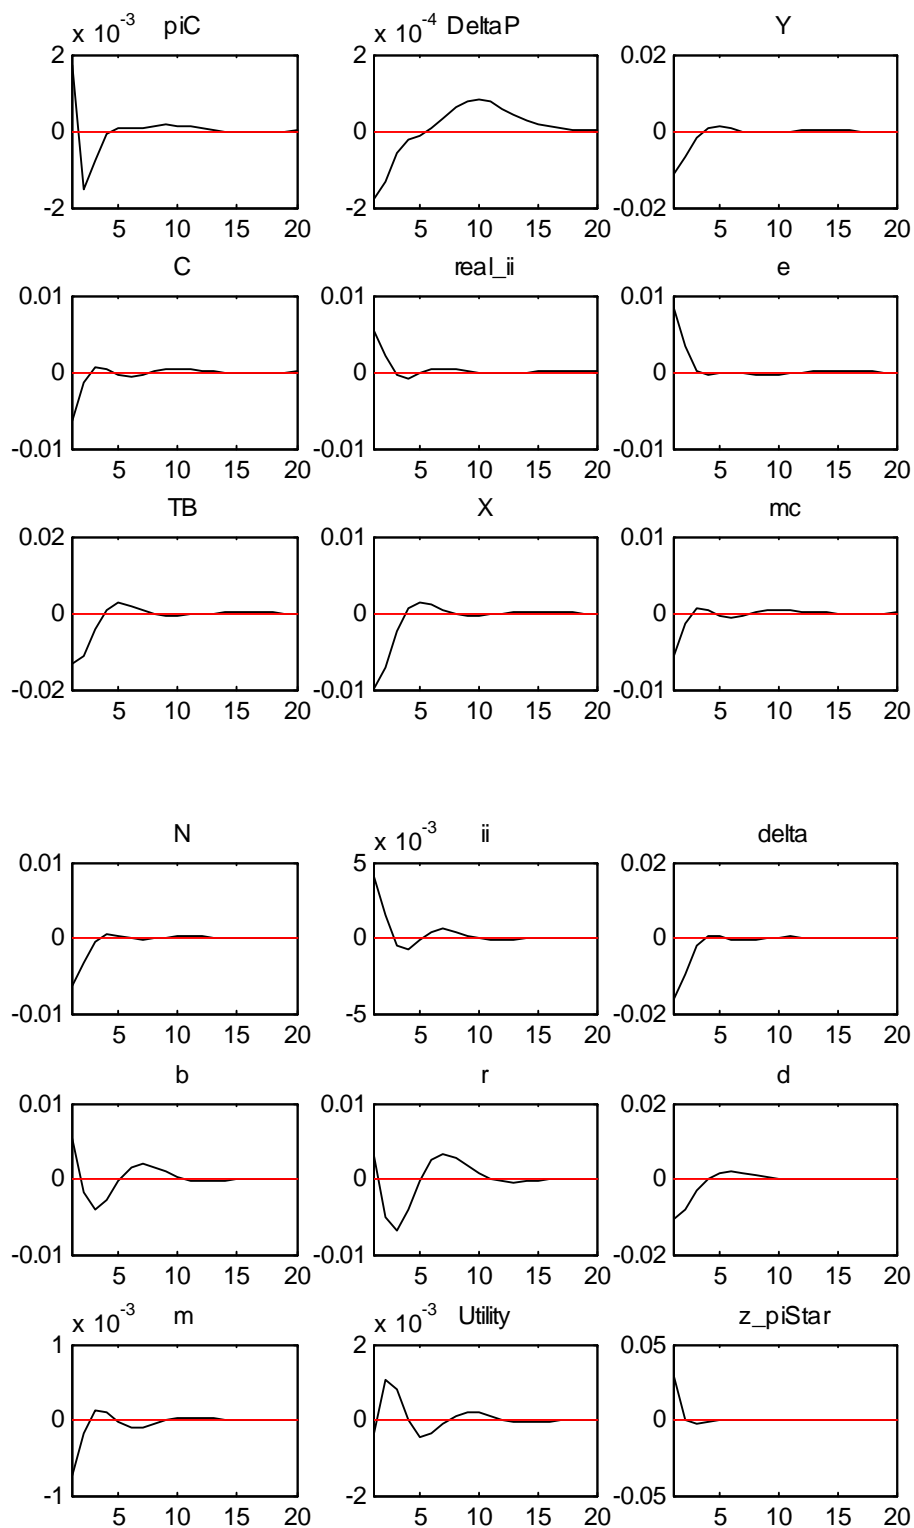 x 10-3 piC x 10-4 DeltaP Y
2 2 0.02
0 0 0
-2 -2 -0.02
5 10 15 20 5 10 15 20 5 10 15 20
C real_ii e
0.01 0.01 0.01
0 0 0
-0.01 -0.01 -0.01
5 10 15 20 5 10 15 20 5 10 15 20
TB X mc
0.02 0.01 0.01
0 0 0
-0.02 -0.01 -0.01
5 10 15 20 5 10 15 20 5 10 15 20
N x 10-3 ii delta
0.01 5 0.02
0 0 0
-0.01 -5 -0.02
5 10 15 20 5 10 15 20 5 10 15 20
b r d
0.01 0.01 0.02
0 0 0
-0.01 -0.01 -0.02
5 10 15 20 5 10 15 20 5 10 15 20
x 10-3 m x 10-3 Utility z_piStar
1 2 0.05
0 0 0
-1 -2 -0.05
5 10 15 20 5 10 15 20 5 10 15 20